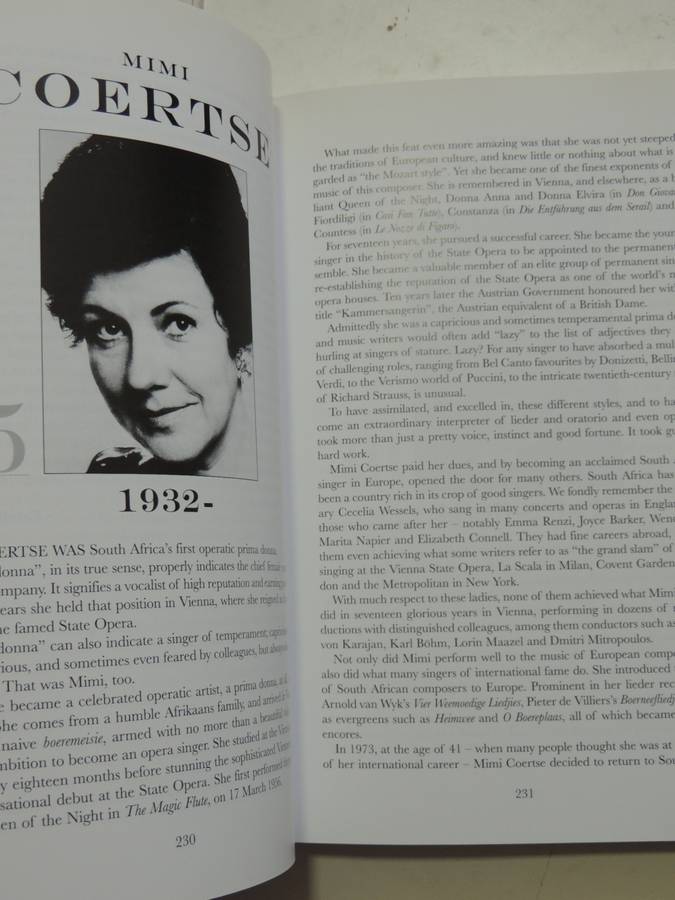 MIMI
COERTSE
5
1932-
ERTSE WAS South Africa's first operatic prima donna.
donna", in its true sense, properly indicates the chief female
mpany. It signifies a vocalist of high reputation and earning
ears she held that position in Vienna, where she reigned
ne famed State Opera.
donna" can also indicate a singer of temperament,
rious, and sometimes even feared by colleagues, but
That was Mimi, too.
e became a celebrated operatic artist, a prima donna,
She comes from a humble Afrikaans family, and arrived in
naive boeremeisie, armed with no more than a beautiful
mbition to become an opera singer. She studied at the
y eighteen months before stunning the sophisticated
sational debut at the State Opera. She first performed
en of the Night in The Magic Flute, on 17 March 1956.
230
What made this feat even more amazing was that she was not yet steeped
the traditions of European culture, and knew little or nothing about what is
garded as "the Mozart style". Yet she became one of the finest exponents of
music of this composer. She is remembered in Vienna, and elsewhere, as a b
liant Queen of the Night, Donna Anna and Donna Elvira (in Don Giova
Fiordiligi (in Cosi Fan Tutte), Constanza (in Die Entführung aus dem Serail) and
Countess (in Le Nozze di Figaro).
For seventeen years, she pursued a successful career. She became the youn
singer in the history of the State Opera to be appointed to the permanent
semble. She became a valuable member of an elite group of permanent sing
re-establishing the reputation of the State Opera as one of the world's m
opera houses. Ten years later the Austrian Government honoured her with
title "Kammersangerin", the Austrian equivalent of a British Dame.
Admittedly she was a capricious and sometimes temperamental prima do
and music writers would often add "lazy" to the list of adjectives they
hurling at singers of stature. Lazy? For any singer to have absorbed a mul
of challenging roles, ranging from Bel Canto favourites by Donizetti, Bellin
Verdi, to the Verismo world of Puccini, to the intricate twentieth-century
of Richard Strauss, is unusual.
To have assimilated, and excelled in, these different styles, and to ha
come an extraordinary interpreter of lieder and oratorio and even op
took more than just a pretty voice, instinct and good fortune. It took gu
hard work.
Mimi Coertse paid her dues, and by becoming an acclaimed South A
singer in Europe, opened the door for many others. South Africa has
been a country rich in its crop of good singers. We fondly remember the
ary Cecelia Wessels, who sang in many concerts and operas in England
those who came after her – notably Emma Renzi, Joyce Barker, Wend
Marita Napier and Elizabeth Connell. They had fine careers abroad,
them even achieving what some writers refer to as "the grand slam" of
singing at the Vienna State Opera, La Scala in Milan, Covent Garden
don and the Metropolitan in New York.
With much respect to these ladies, none of them achieved what Mimi
did in seventeen glorious years in Vienna, performing in dozens of
ductions with distinguished colleagues, among them conductors such as
von Karajan, Karl Böhm, Lorin Maazel and Dmitri Mitropoulos.
Not only did Mimi perform well to the music of European compo
also did what many singers of international fame do. She introduced
of South African composers to Europe. Prominent in her lieder rec
Arnold van Wyk's Vier Weemoedige Liedjies, Pieter de Villiers's Boerneefliedj
as evergreens such as Heimwee and O Boereplaas, all of which became
encores.
In 1973, at the age of 41 – when many people thought she was at
of her international career – Mimi Coertse decided to return to Sou
231